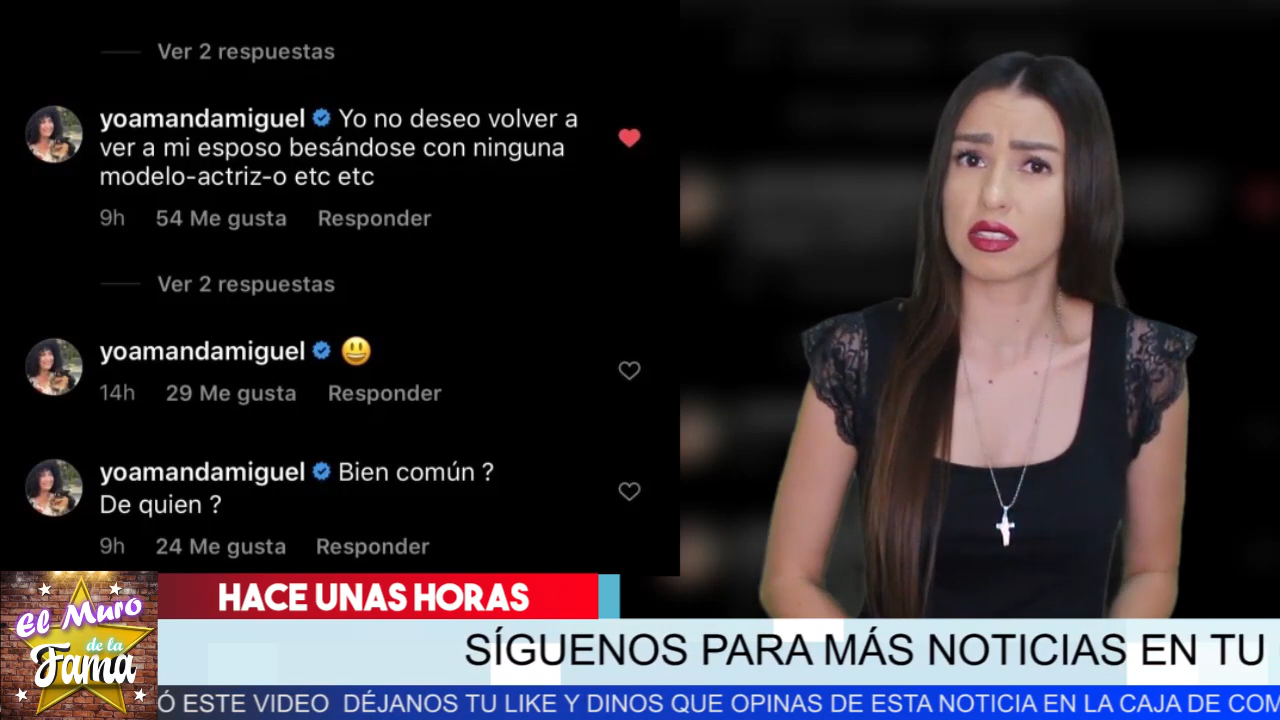 Ver 2 respuestas
yoamandamiguel Yo no deseo volver a
ver a mi esposo besándose con ninguna
modelo-actriz-o etc etc
9h 54 Me gusta Responder
Ver 2 respuestas
yoamandamiguel 😃
14h 29 Me gusta Responder
yoamandamiguel Bien común ?
De quien ?
9h 24 Me gusta Responder
HACE UNAS HORAS
El Muro
de la
Fama
SÍGUENOS PARA MÁS NOTICIAS EN TU
Ó ESTE VIDEO DÉJANOS TU LIKE Y DINOS QUE OPINAS DE ESTA NOTICIA EN LA CAJA DE COM